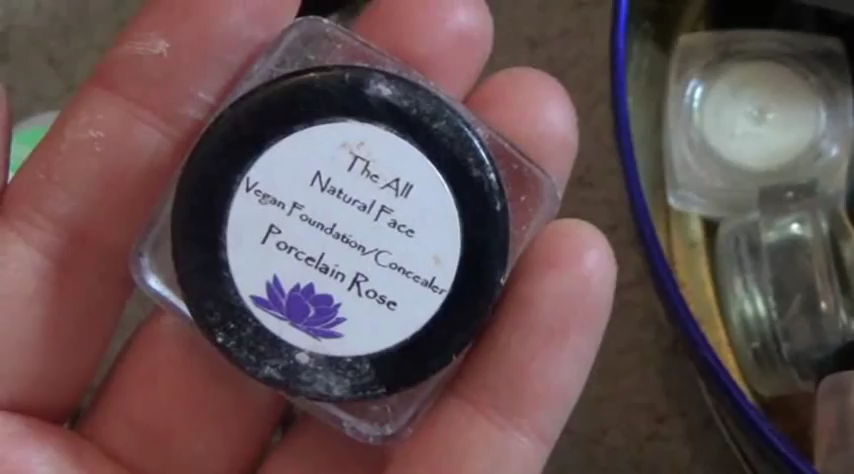 The All
Natural Face
Vegan Foundation/Concealer
Porcelain Rose